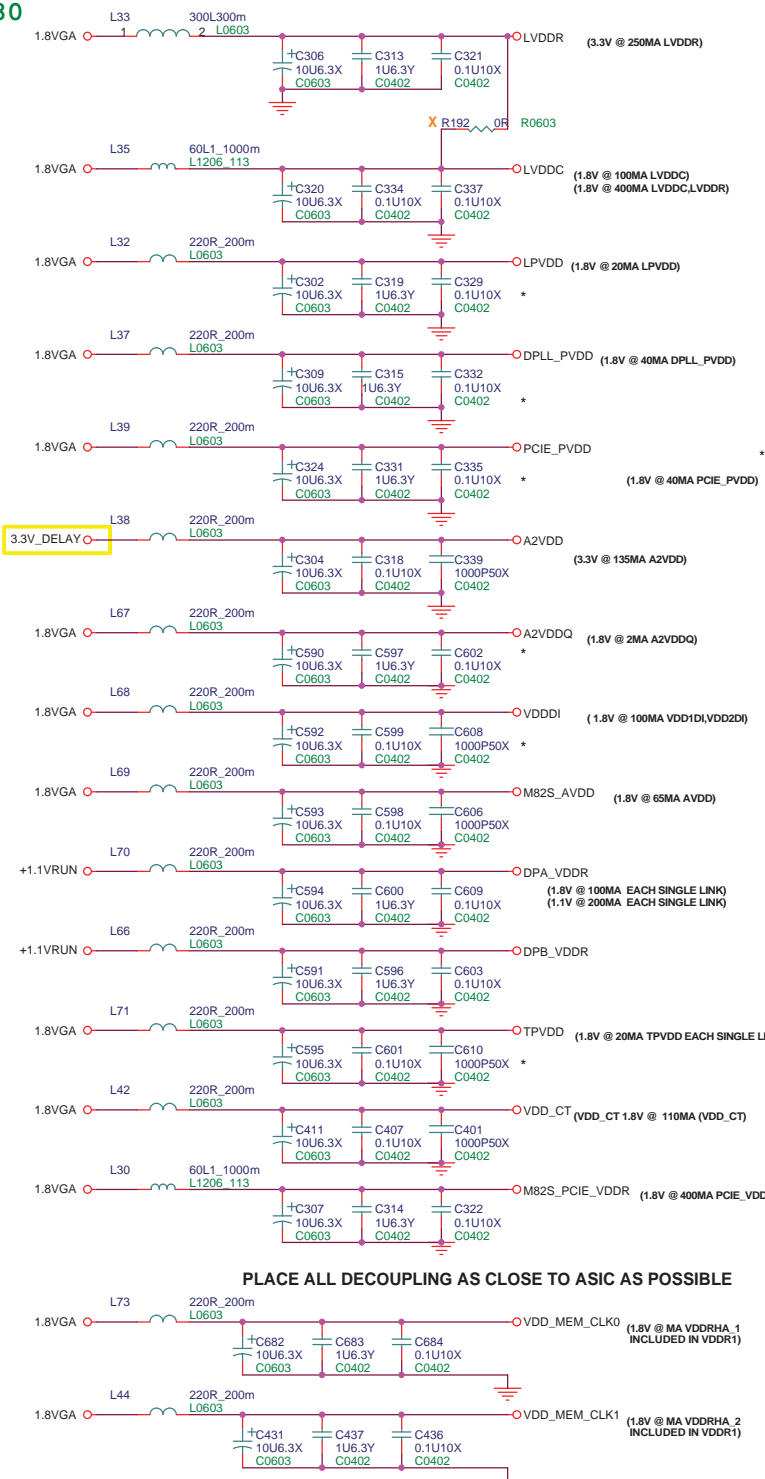 30
L33 300L300m
1.8VGA 1 2 L0603 LVDDR (3.3V @ 250MA LVDDR)
+C306 C313 C321
10U6.3X 1U6.3Y 0.1U10X
C0603 C0402 C0402
X R192 0R R0603
L35 60L1_1000m
1.8VGA L1206_113 LVDDC (1.8V @ 100MA LVDDC)
(1.8V @ 400MA LVDDC,LVDDR)
+C320 C334 C337
10U6.3X 0.1U10X 0.1U10X
C0603 C0402 C0402
L32 220R_200m
1.8VGA L0603 LPVDD (1.8V @ 20MA LPVDD)
+C302 C319 C329
10U6.3X 1U6.3Y 0.1U10X *
C0603 C0402 C0402
L37 220R_200m
1.8VGA L0603 DPLL_PVDD (1.8V @ 40MA DPLL_PVDD)
+C309 C315 C332
10U6.3X 1U6.3Y 0.1U10X
C0603 C0402 C0402 *
L39 220R_200m
1.8VGA L0603 PCIE_PVDD *
+C324 C331 C335
10U6.3X 1U6.3Y 0.1U10X * (1.8V @ 40MA PCIE_PVDD)
C0603 C0402 C0402
L38 220R_200m
3.3V_DELAY L0603 A2VDD (3.3V @ 135MA A2VDD)
+C304 C318 C339
10U6.3X 0.1U10X 1000P50X
C0603 C0402 C0402
L67 220R_200m
1.8VGA L0603 A2VDDQ (1.8V @ 2MA A2VDDQ)
+C590 C597 C602 *
10U6.3X 1U6.3Y 0.1U10X
C0603 C0402 C0402
L68 220R_200m
1.8VGA L0603 VDDDI ( 1.8V @ 100MA VDD1DI,VDD2DI)
+C592 C599 C608
10U6.3X 0.1U10X 1000P50X *
C0603 C0402 C0402
L69 220R_200m
1.8VGA L0603 M82S_AVDD (1.8V @ 65MA AVDD)
+C593 C598 C606
10U6.3X 0.1U10X 1000P50X
C0603 C0402 C0402
L70 220R_200m
+1.1VRUN L0603 DPA_VDDR
+C594 C600 C609 (1.8V @ 100MA EACH SINGLE LINK)
10U6.3X 1U6.3Y 0.1U10X (1.1V @ 200MA EACH SINGLE LINK)
C0603 C0402 C0402
L66 220R_200m
+1.1VRUN L0603 DPB_VDDR
+C591 C596 C603
10U6.3X 1U6.3Y 0.1U10X
C0603 C0402 C0402
L71 220R_200m
1.8VGA L0603 TPVDD (1.8V @ 20MA TPVDD EACH SINGLE LI
+C595 C601 C610
10U6.3X 0.1U10X 1000P50X *
C0603 C0402 C0402
L42 220R_200m
1.8VGA L0603 VDD_CT (VDD_CT 1.8V @ 110MA (VDD_CT)
+C411 C407 C401
10U6.3X 0.1U10X 1000P50X
C0603 C0402 C0402
L30 60L1_1000m
1.8VGA L1206_113 M82S_PCIE_VDDR (1.8V @ 400MA PCIE_VDD
+C307 C314 C322
10U6.3X 1U6.3Y 0.1U10X
C0603 C0402 C0402
PLACE ALL DECOUPLING AS CLOSE TO ASIC AS POSSIBLE
L73 220R_200m
1.8VGA L0603 VDD_MEM_CLK0 (1.8V @ MA VDDRHA_1
INCLUDED IN VDDR1)
+C682 C683 C684
10U6.3X 1U6.3Y 0.1U10X
C0603 C0402 C0402
L44 220R_200m
1.8VGA L0603 VDD_MEM_CLK1 (1.8V @ MA VDDRHA_2
INCLUDED IN VDDR1)
+C431 C437 C436
10U6.3X 1U6.3Y 0.1U10X
C0603 C0402 C0402